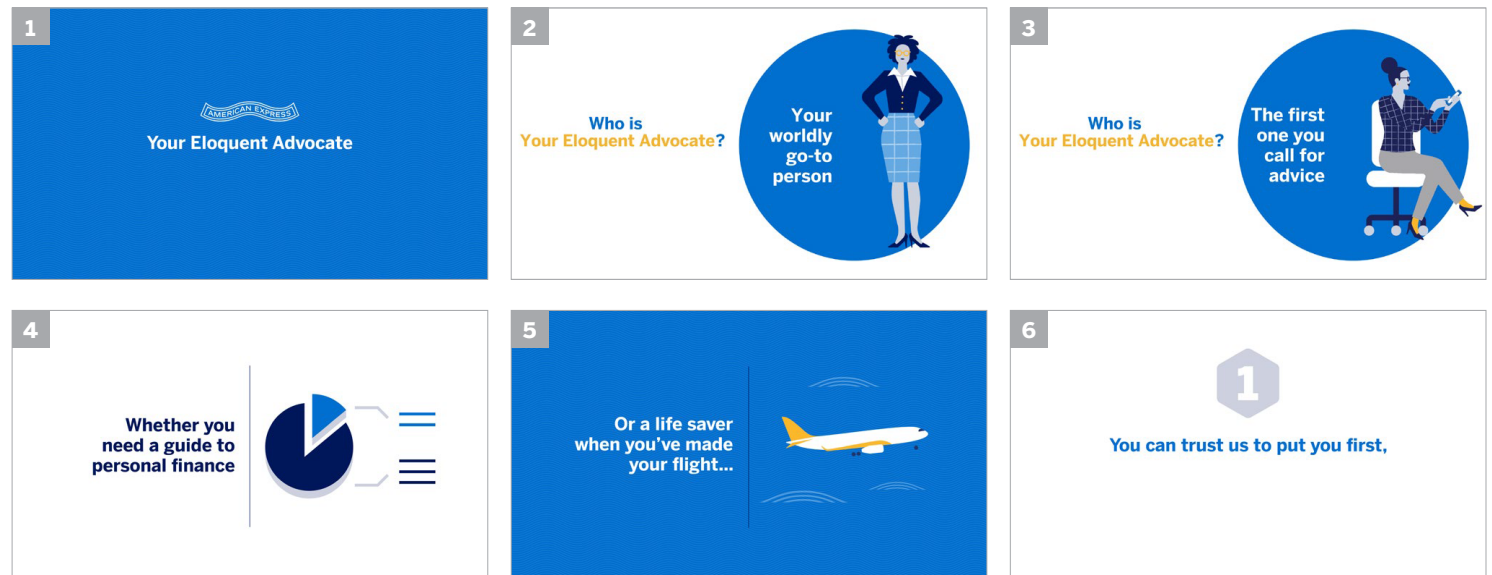 1
AMERICAN EXPRESS
Your Eloquent Advocate
2
Who is
Your Eloquent Advocate?
Your
worldly
go-to
person
3
Who is
Your Eloquent Advocate?
The first
one you
call for
advice
4
Whether you
need a guide to
personal finance
5
Or a life saver
when you've made
your flight...
6
1
You can trust us to put you first,